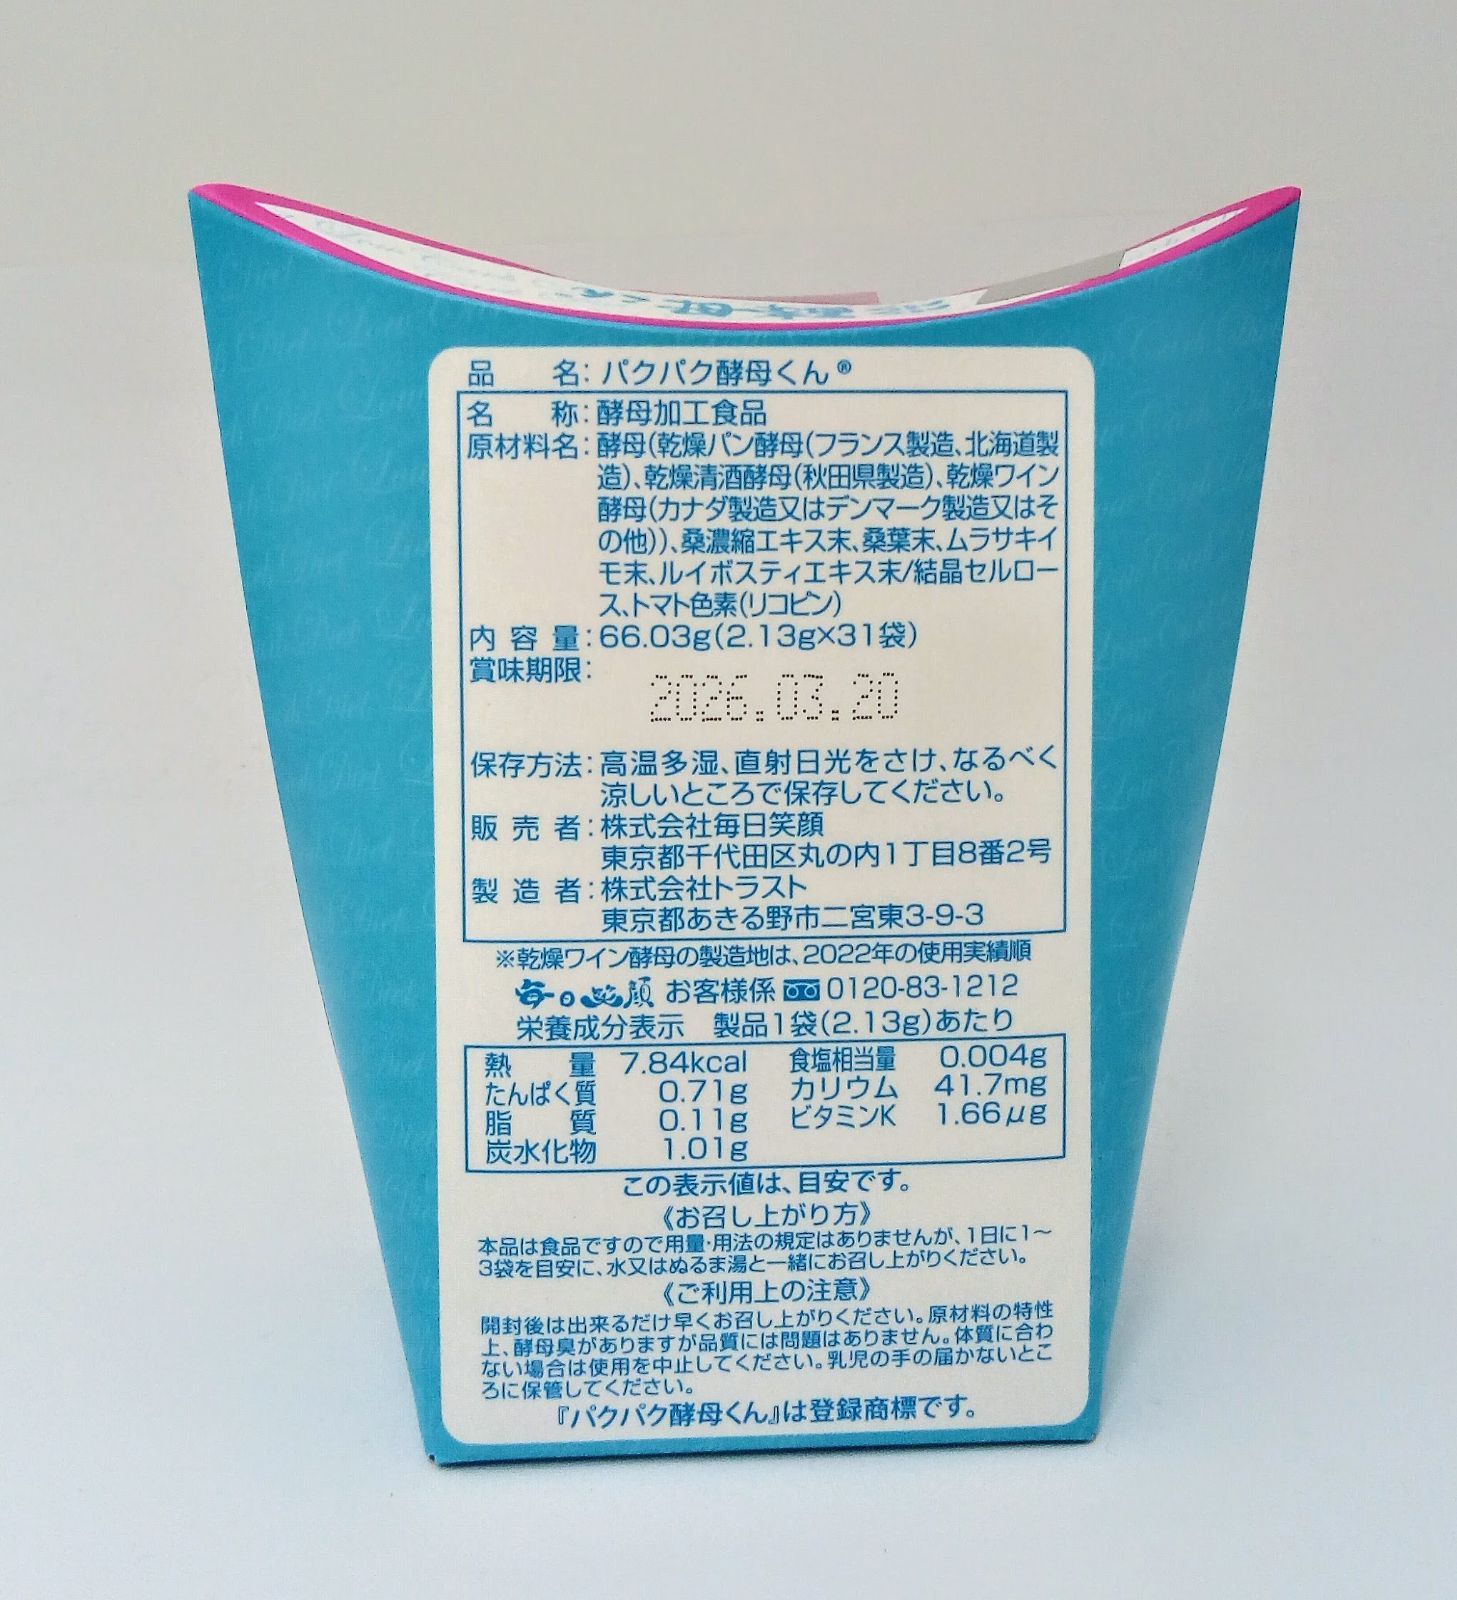 品名：パクパク酵母くん®
名称：酵母加工食品
原材料名：酵母(乾燥パン酵母(フランス製造、北海道製
造)、乾燥清酒酵母(秋田県製造)、乾燥ワイン
酵母(カナダ製造又はデンマーク製造又はそ
の他))、桑濃縮エキス末、桑葉末、ムラサキイ
モ末、ルイボスティエキス末/結晶セルロー
ス、トマト色素(リコピン)
内容量：66.03g(2.13g×31袋)
賞味期限：
2026.03.20
保存方法：高温多湿、直射日光をさけ、なるべく
涼しいところで保存してください。
販売者：株式会社毎日笑顔
東京都千代田区丸の内1丁目8番2号
製造者：株式会社トラスト
東京都あきる野市二宮東3-9-3
※乾燥ワイン酵母の製造地は、2022年の使用実績順
毎日笑顔 お客様係 0120-83-1212
栄養成分表示 製品1袋(2.13g)あたり
熱量 7.84kcal 食塩相当量 0.004g
たんぱく質 0.71g カリウム 41.7mg
脂質 0.11g ビタミンK 1.66μg
炭水化物 1.01g
この表示値は、目安です。
《お召し上がり方》
本品は食品ですので用量・用法の規定はありませんが、1日に1〜
3袋を目安に、水又はぬるま湯と一緒にお召し上がりください。
《ご利用上の注意》
開封後は出来るだけ早くお召し上がりください。原材料の特性
上、酵母臭がありますが品質には問題はありません。体質に合わ
ない場合は使用を中止してください。乳児の手の届かないとこ
ろに保管してください。
『パクパク酵母くん』は登録商標です。